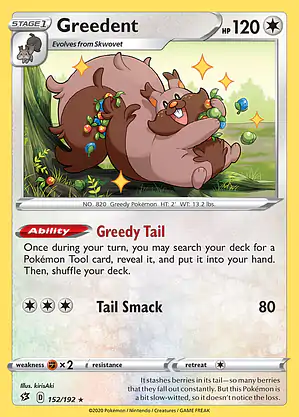 STAGE 1
Greedent
HP 120
Evolves from Skwovet
NO. 820 Greedy Pokémon HT: 2' WT: 13.2 lbs.
Ability
Greedy Tail
Once during your turn, you may search your deck for a
Pokémon Tool card, reveal it, and put it into your hand.
Then, shuffle your deck.
Tail Smack 80
weakness ×2 resistance retreat
Illus. kirisAki
D 152/192 ★
It stashes berries in its tail—so many berries
that they fall out constantly. But this Pokémon is
a bit slow-witted, so it doesn't notice the loss.
©2020 Pokémon / Nintendo / Creatures / GAME FREAK